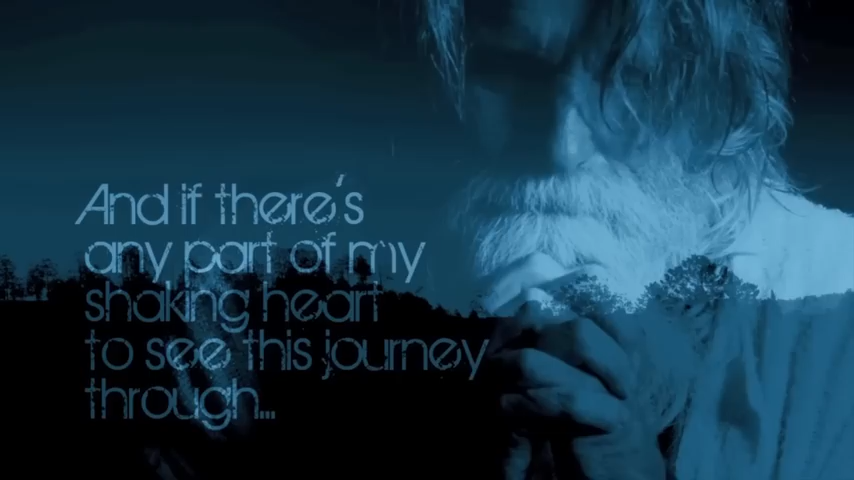 And if there's
any part of my
shaking heart
to see this journey
through...